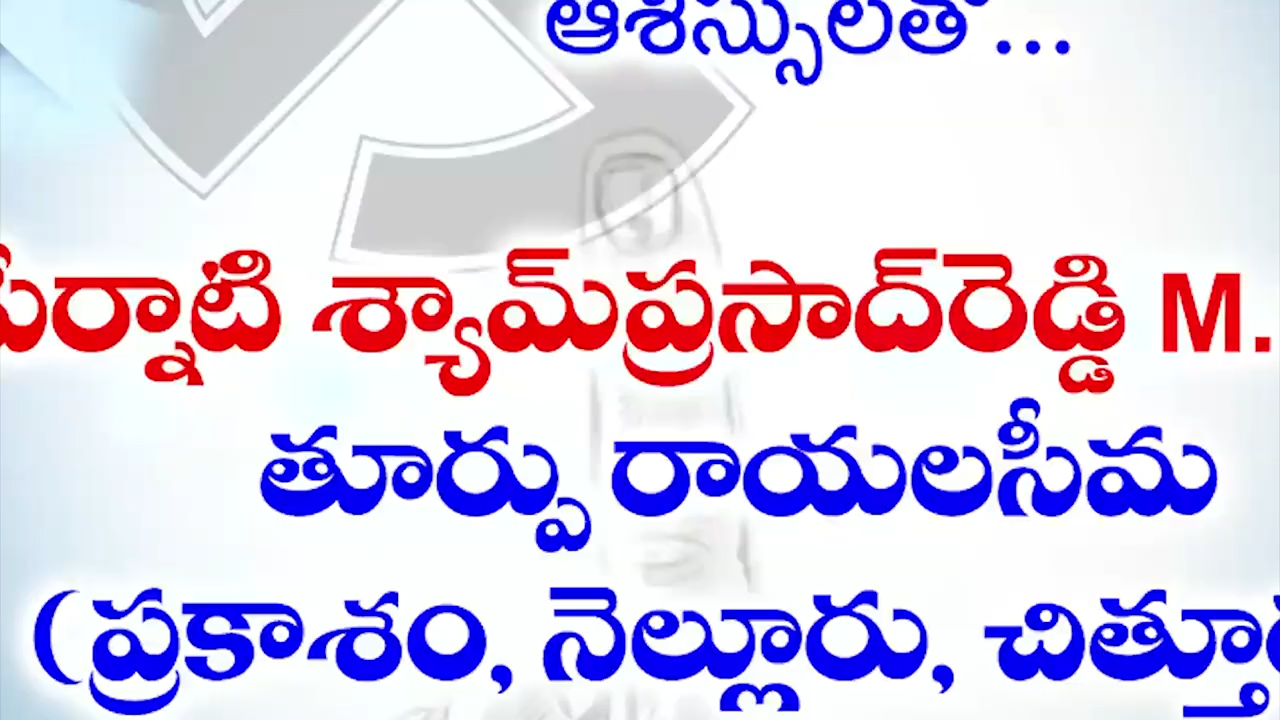 ఆశీస్సులతో...
పేర్నాటి శ్యామ్‌ప్రసాద్‌రెడ్డి M.
తూర్పు రాయలసీమ
(ప్రకాశం, నెల్లూరు, చిత్తూ